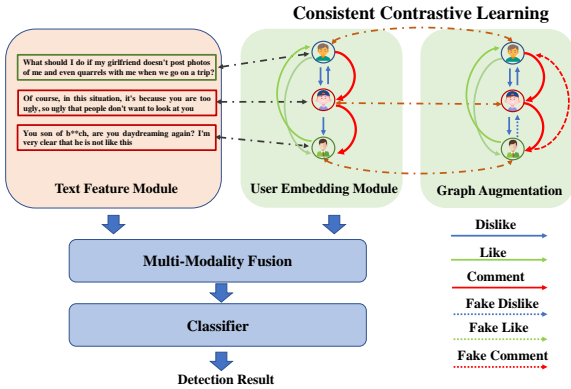 Consistent Contrastive Learning
What should I do if my girlfriend doesn't post photos
of me and even quarrels with me when we go on a trip?
Of course, in this situation, it's because you are too
ugly, so ugly that people don't want to look at you
You son of b**ch, are you daydreaming again? I'm
very clear that he is not like this
Text Feature Module
User Embedding Module
Graph Augmentation
Multi-Modality Fusion
Classifier
Detection Result
Dislike
Like
Comment
Fake Dislike
Fake Like
Fake Comment